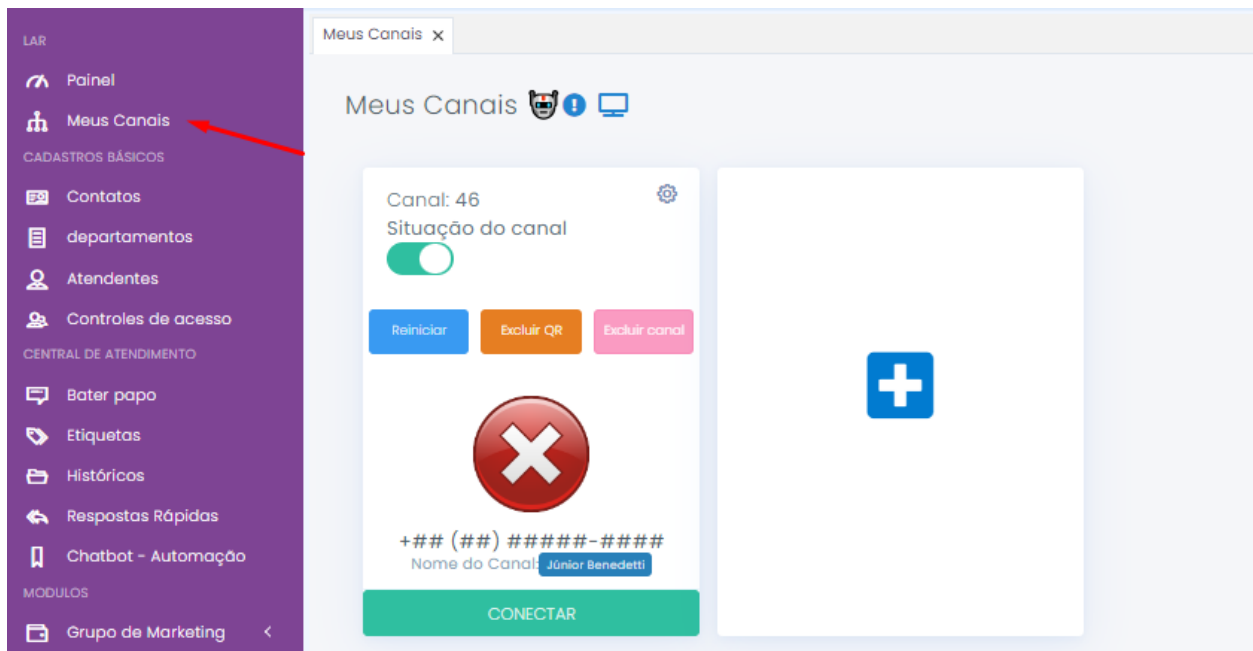 LAR
Painel
Meus Canais
CADASTROS BÁSICOS
Contatos
departamentos
Atendentes
Controles de acesso
CENTRAL DE ATENDIMENTO
Bater papo
Etiquetas
Históricos
Respostas Rápidas
Chatbot - Automação
MODULOS
Grupo de Marketing
Meus Canais
Meus Canais
Canal: 46
Situação do canal
Reiniciar
Excluir QR
Excluir canal
+## (##) #####-####
Nome do Canal: Júnior Benedetti
CONECTAR